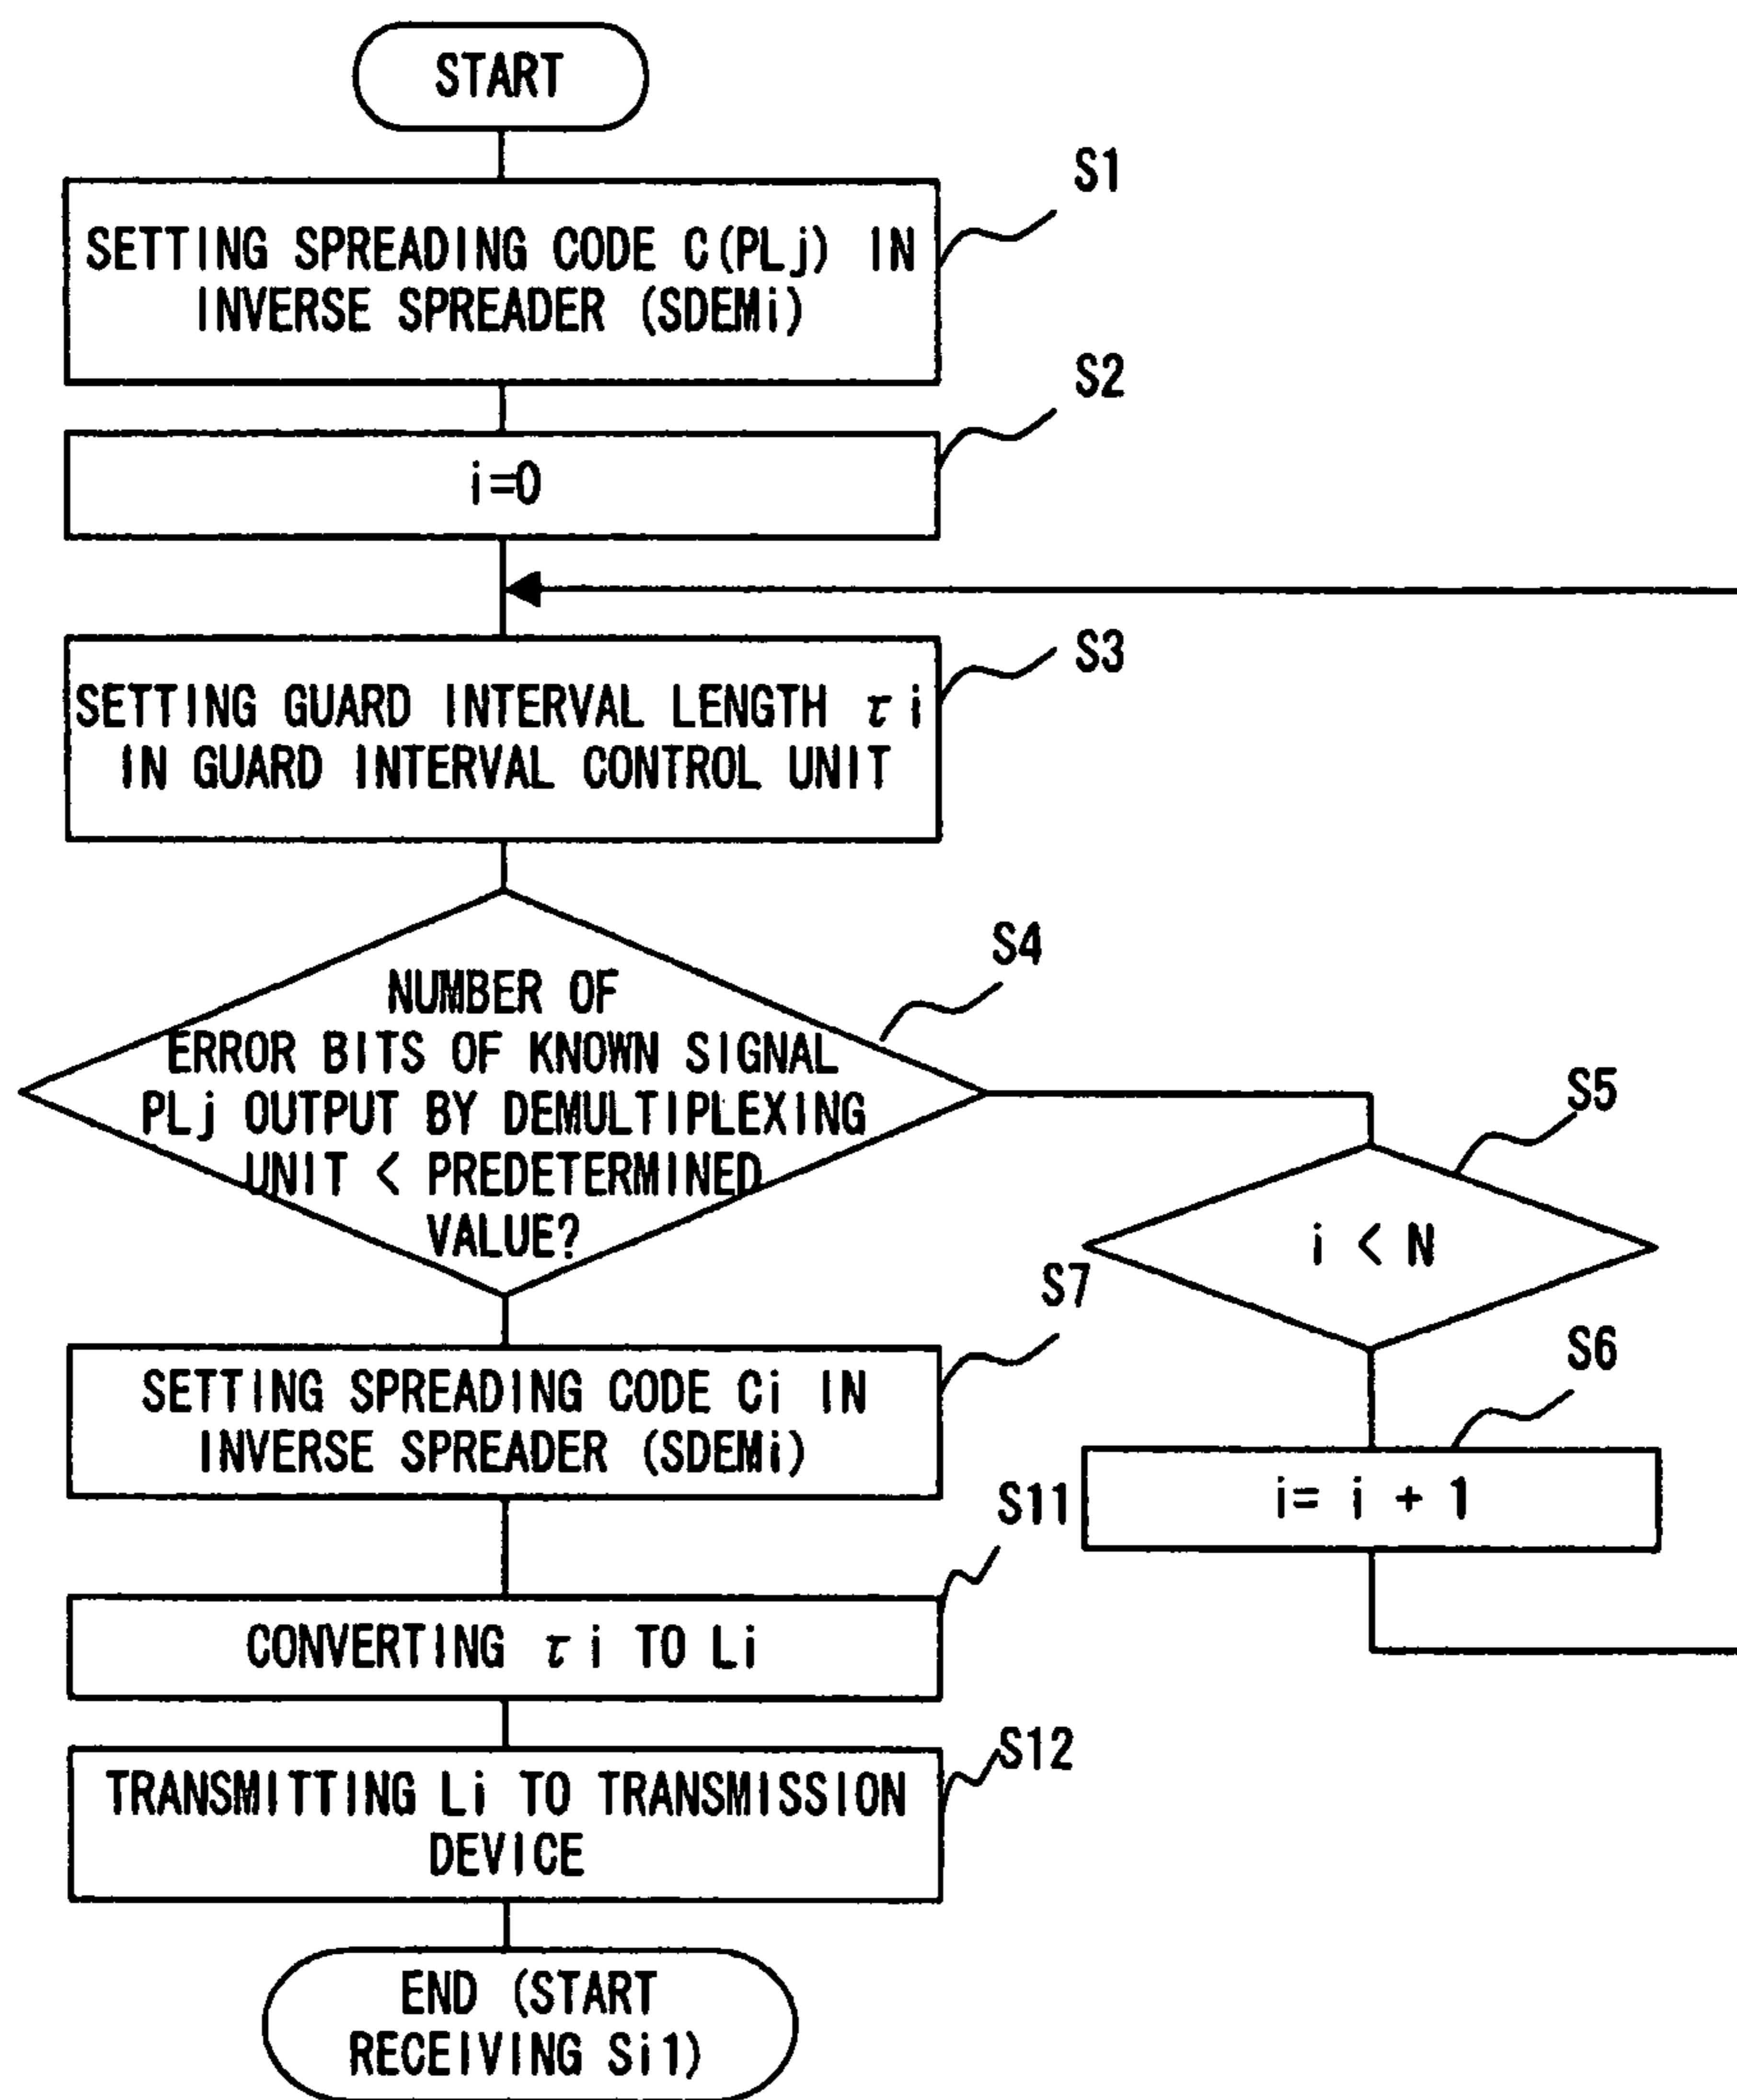 START
S1
SETTING SPREADING CODE C(PLj) IN
INVERSE SPREADER (SDEMi)
S2
i=0
S3
SETTING GUARD INTERVAL LENGTH τi
IN GUARD INTERVAL CONTROL UNIT
S4
NUMBER OF
ERROR BITS OF KNOWN SIGNAL
PLj OUTPUT BY DEMULTIPLEXING
UNIT < PREDETERMINED
VALUE?
S5
i < N
S6
i= i + 1
S7
SETTING SPREADING CODE Ci IN
INVERSE SPREADER (SDEMi)
S11
CONVERTING τi TO Li
S12
TRANSMITTING Li TO TRANSMISSION
DEVICE
END (START
RECEIVING Si1)